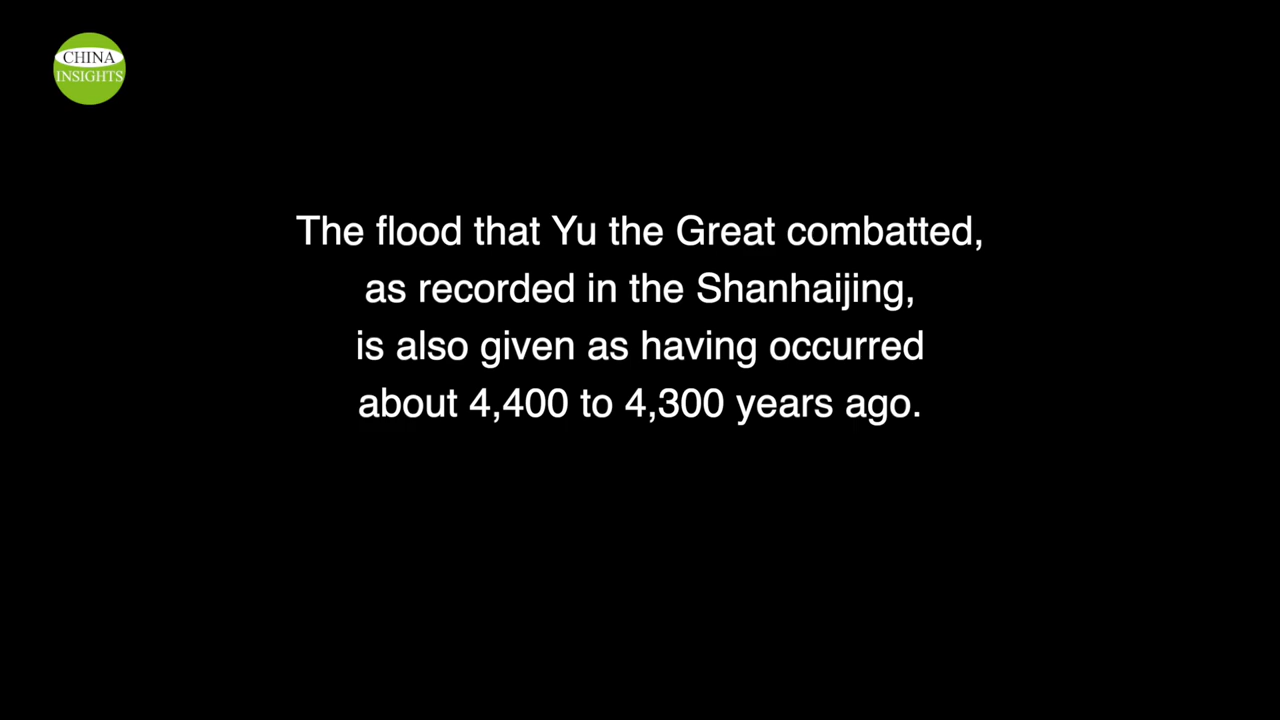 CHINA
INSIGHTS
The flood that Yu the Great combatted,
as recorded in the Shanhaijing,
is also given as having occurred
about 4,400 to 4,300 years ago.